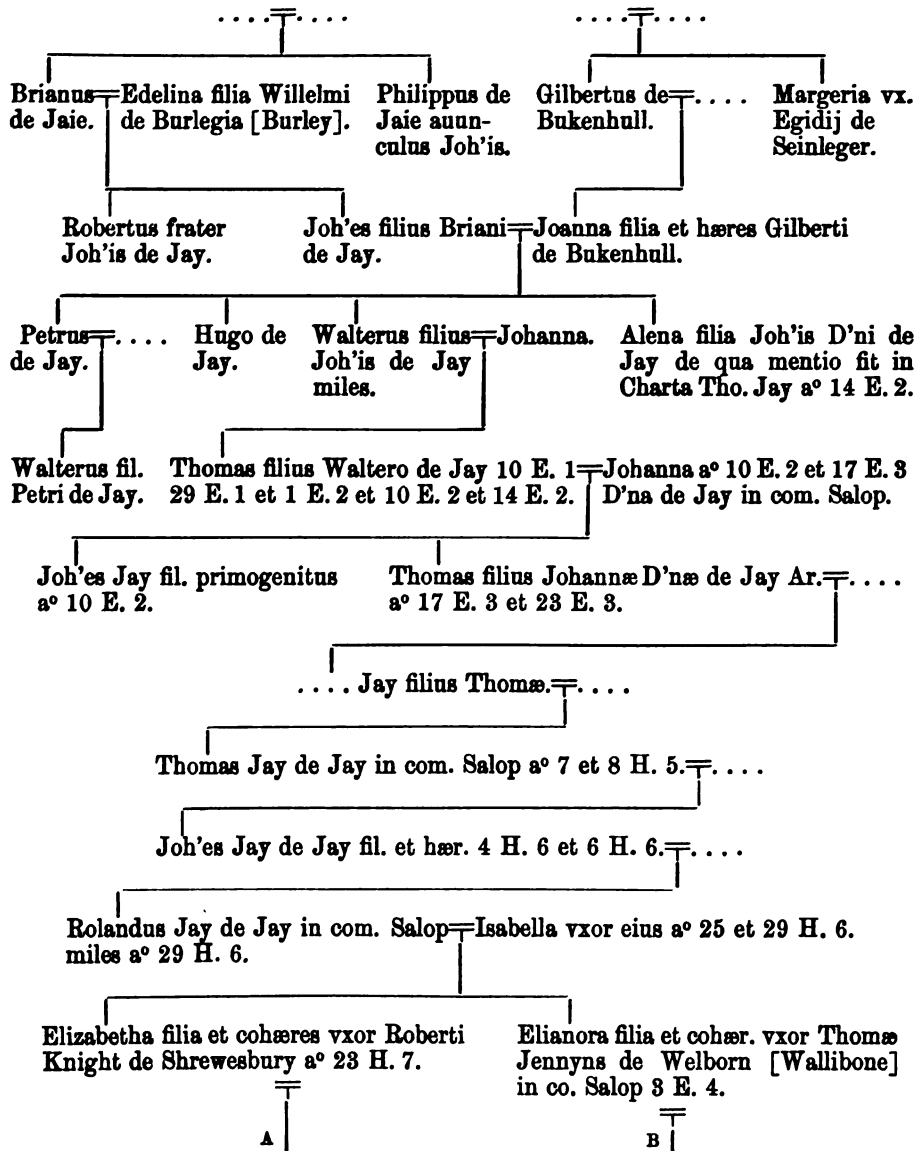 Brianus
de Jaie.
Edelina filia Willelmi
de Burlegia [Burley].
Philippus de
Jaie auun-
culus Joh'is.
Gilbertus de
Bukenhull.
....
Margeria vx.
Egidij de
Seinleger.
Robertus frater
Joh'is de Jay.
Joh'es filius Briani
de Jay.
Joanna filia et hæres Gilberti
de Bukenhull.
Petrus
de Jay.
....
Hugo de
Jay.
Walterus filius
Joh'is de Jay
miles.
Johanna.
Alena filia Joh'is D'ni de
Jay de qua mentio fit in
Charta Tho. Jay aº 14 E. 2.
Walterus fil.
Petri de Jay.
Thomas filius Waltero de Jay 10 E. 1
29 E. 1 et 1 E. 2 et 10 E. 2 et 14 E. 2.
Johanna aº 10 E. 2 et 17 E. 3
D'na de Jay in com. Salop.
Joh'es Jay fil. primogenitus
aº 10 E. 2.
Thomas filius Johannæ D'næ de Jay Ar.
aº 17 E. 3 et 23 E. 3.
....
.... Jay filius Thomæ. ....
Thomas Jay de Jay in com. Salop aº 7 et 8 H. 5. ....
Joh'es Jay de Jay fil. et hær. 4 H. 6 et 6 H. 6. ....
Rolandus Jay de Jay in com. Salop
miles aº 29 H. 6.
Isabella vxor eius aº 25 et 29 H. 6.
Elizabetha filia et cohæres vxor Roberti
Knight de Shrewesbury aº 23 H. 7.
Elianora filia et cohær. vxor Thomæ
Jennyns de Welborn [Wallibone]
in co. Salop 3 E. 4.
A
B